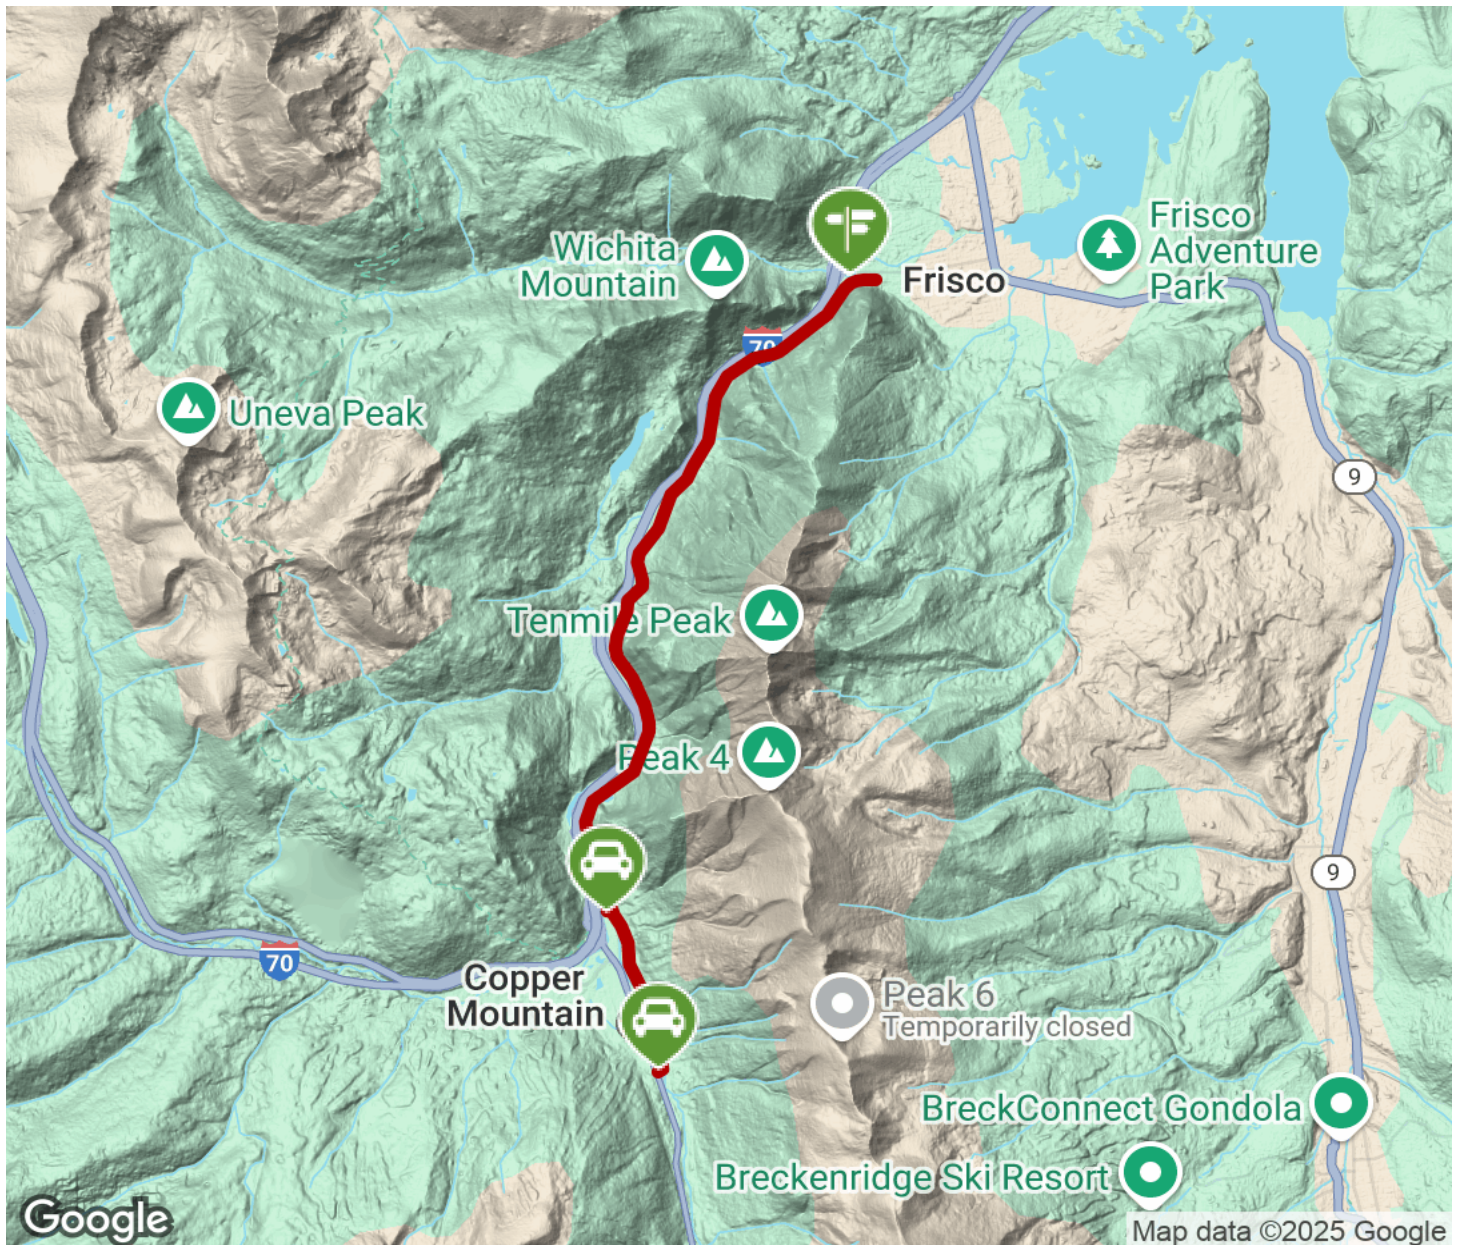 Wichita
Mountain
Frisco
Adventure
Park
Frisco
70
Uneva Peak
9
Tenmile Peak
Peak 4
9
70
Copper
Mountain
Peak 6
Temporarily closed
BreckConnect Gondola
Breckenridge Ski Resort
Google
Map data ©2025 Google